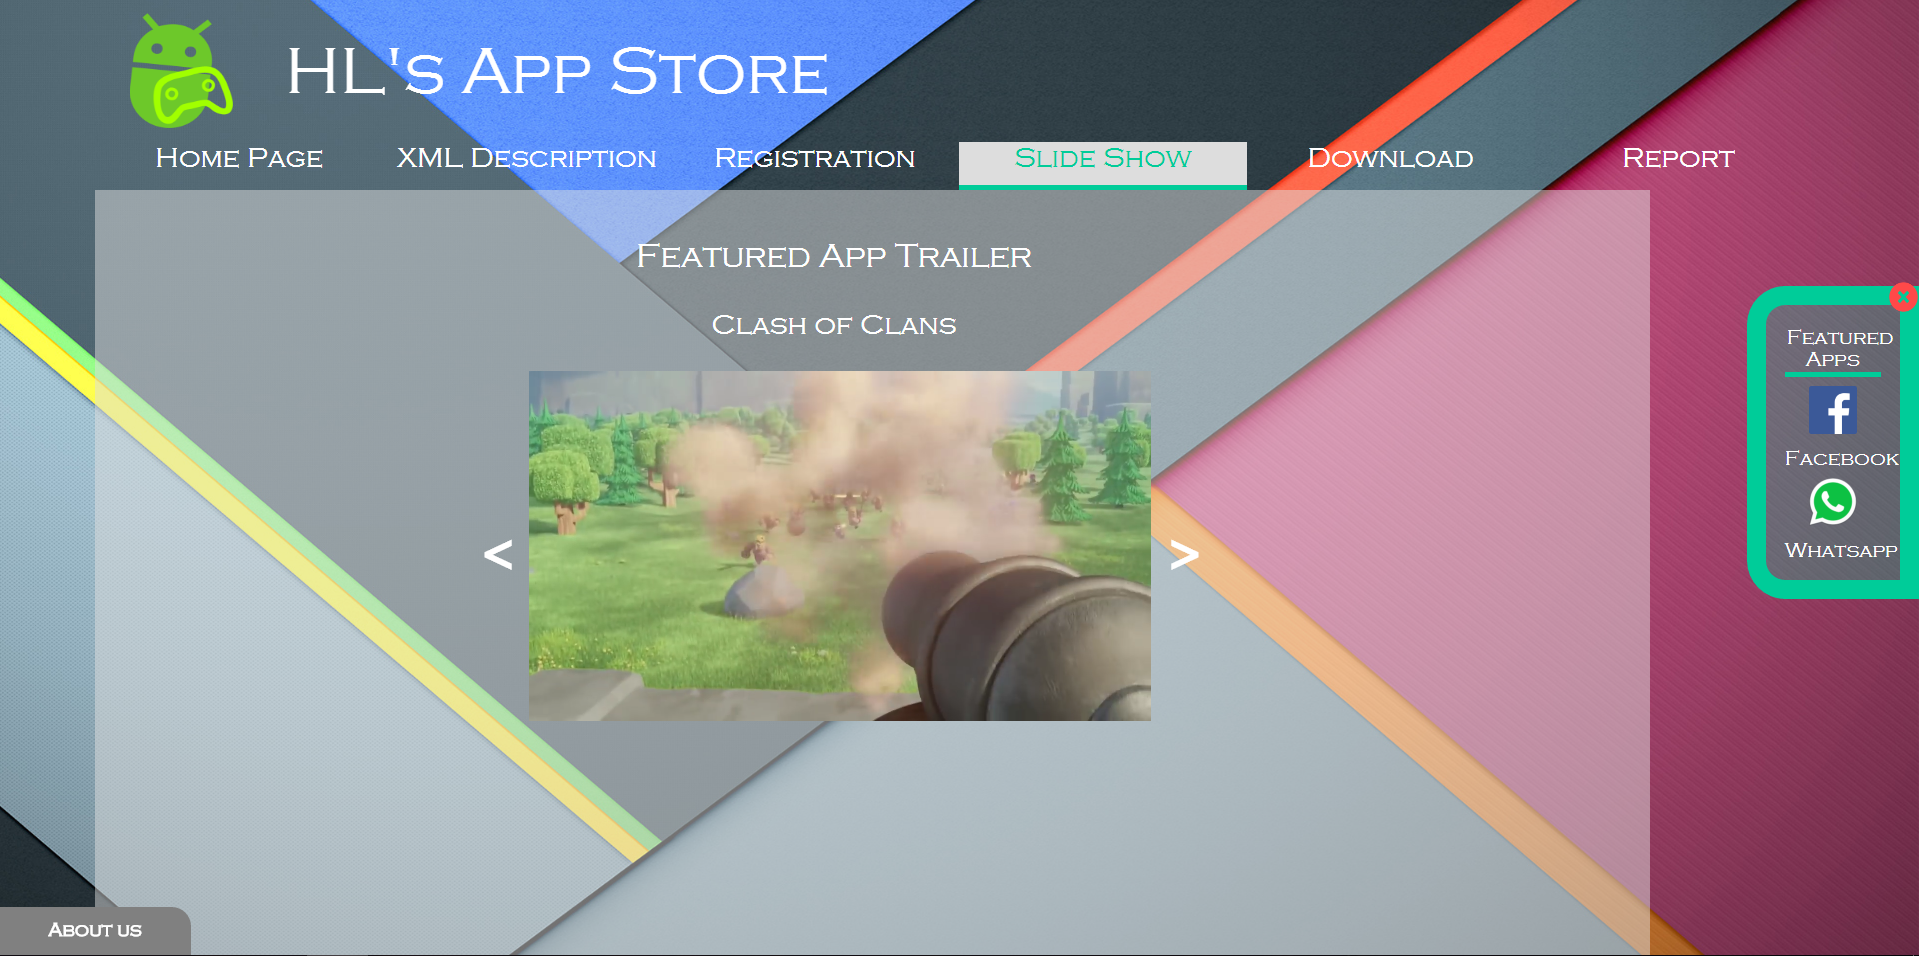 HL's App Store
Home Page XML Description Registration Slide Show Download Report
Featured App Trailer
Clash of Clans
< >
Featured
Apps
Facebook
Whatsapp
About us